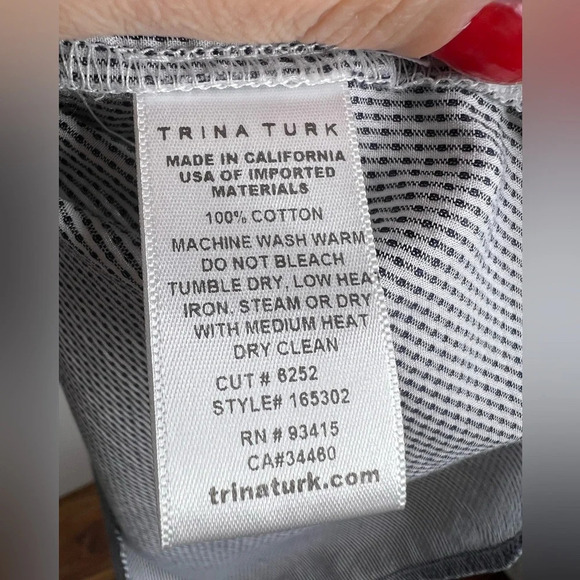 TRINA TURK
MADE IN CALIFORNIA
USA OF IMPORTED
MATERIALS
100% COTTON
MACHINE WASH WARM
DO NOT BLEACH
TUMBLE DRY, LOW HEAT
IRON, STEAM OR DRY
WITH MEDIUM HEAT
DRY CLEAN
CUT # 6252
STYLE# 165302
RN # 93415
CA#34460
trinaturk.com